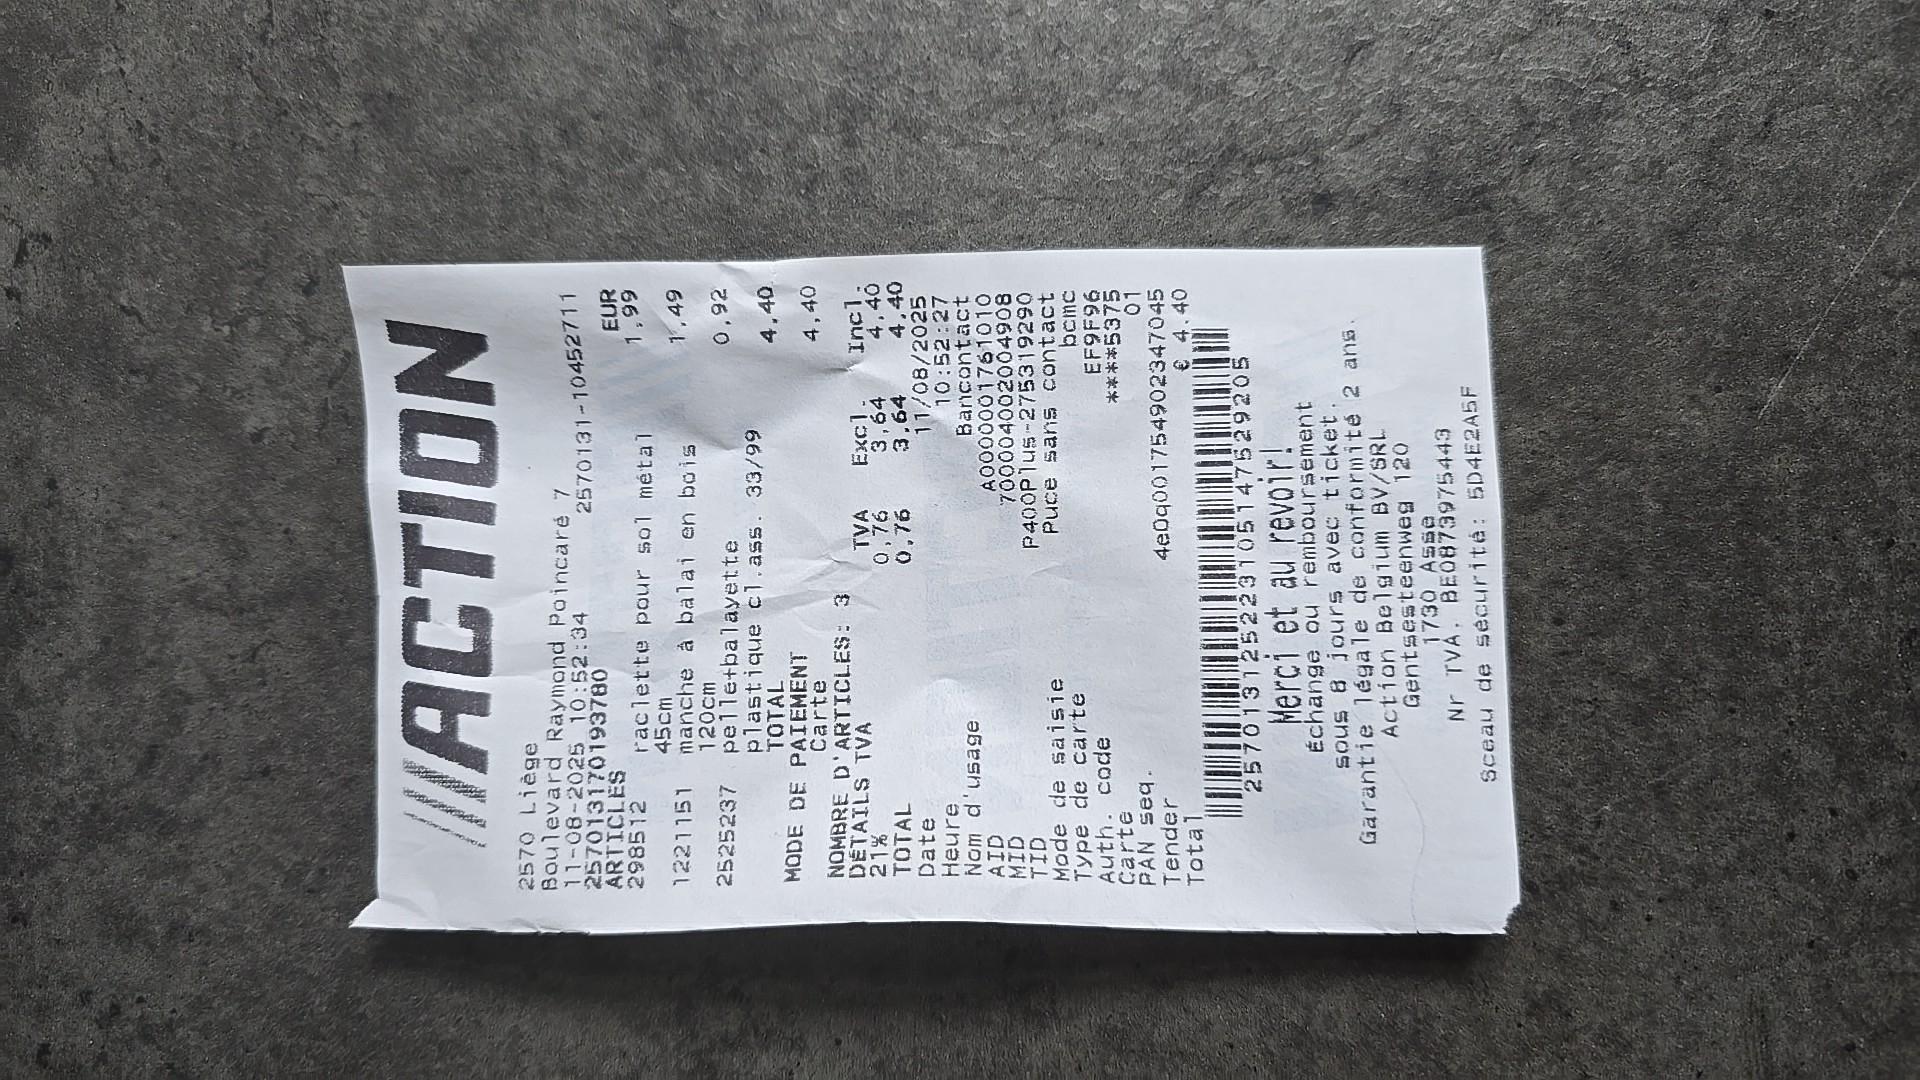 ACTION
2570 Liège
Boulevard Raymond Poincaré 7
11-08-2025 10:52:34 2570131-10452711
2570131701937​80
ARTICLES EUR
298512 raclette pour sol métal 1,99
45cm
1221151 manche à balai en bois 1,49
120cm
2525237 pelle+balayette 0,92
plastique cl.ass. 33/99
TOTAL 4,40
MODE DE PAIEMENT
Carte 4,40
NOMBRE D'ARTICLES: 3
DÉTAILS TVA TVA Excl. Incl.
21% 0,76 3,64 4,40
TOTAL 0,76 3,64 4,40
Date 11/08/2025
Heure 10:52:27
Nom d'usage Bancontact
AID A0000001761010
MID 700004002004908
TID P400Plus-275319290
Mode de saisie Puce sans contact
Type de carte bcmc
Auth. code EF9F96
Carte ****5375
PAN seq. 01
Tender 4e0q001754902347045
Total € 4.40
25701312522310514752​9205
Merci et au revoir!
Échange ou remboursement
sous 8 jours avec ticket.
Garantie légale de conformité 2 ans.
Action Belgium BV/SRL
Gentsesteenweg 120
1730 Asse
Nr TVA. BE0873975443
Sceau de sécurité: 5D4E2A5F